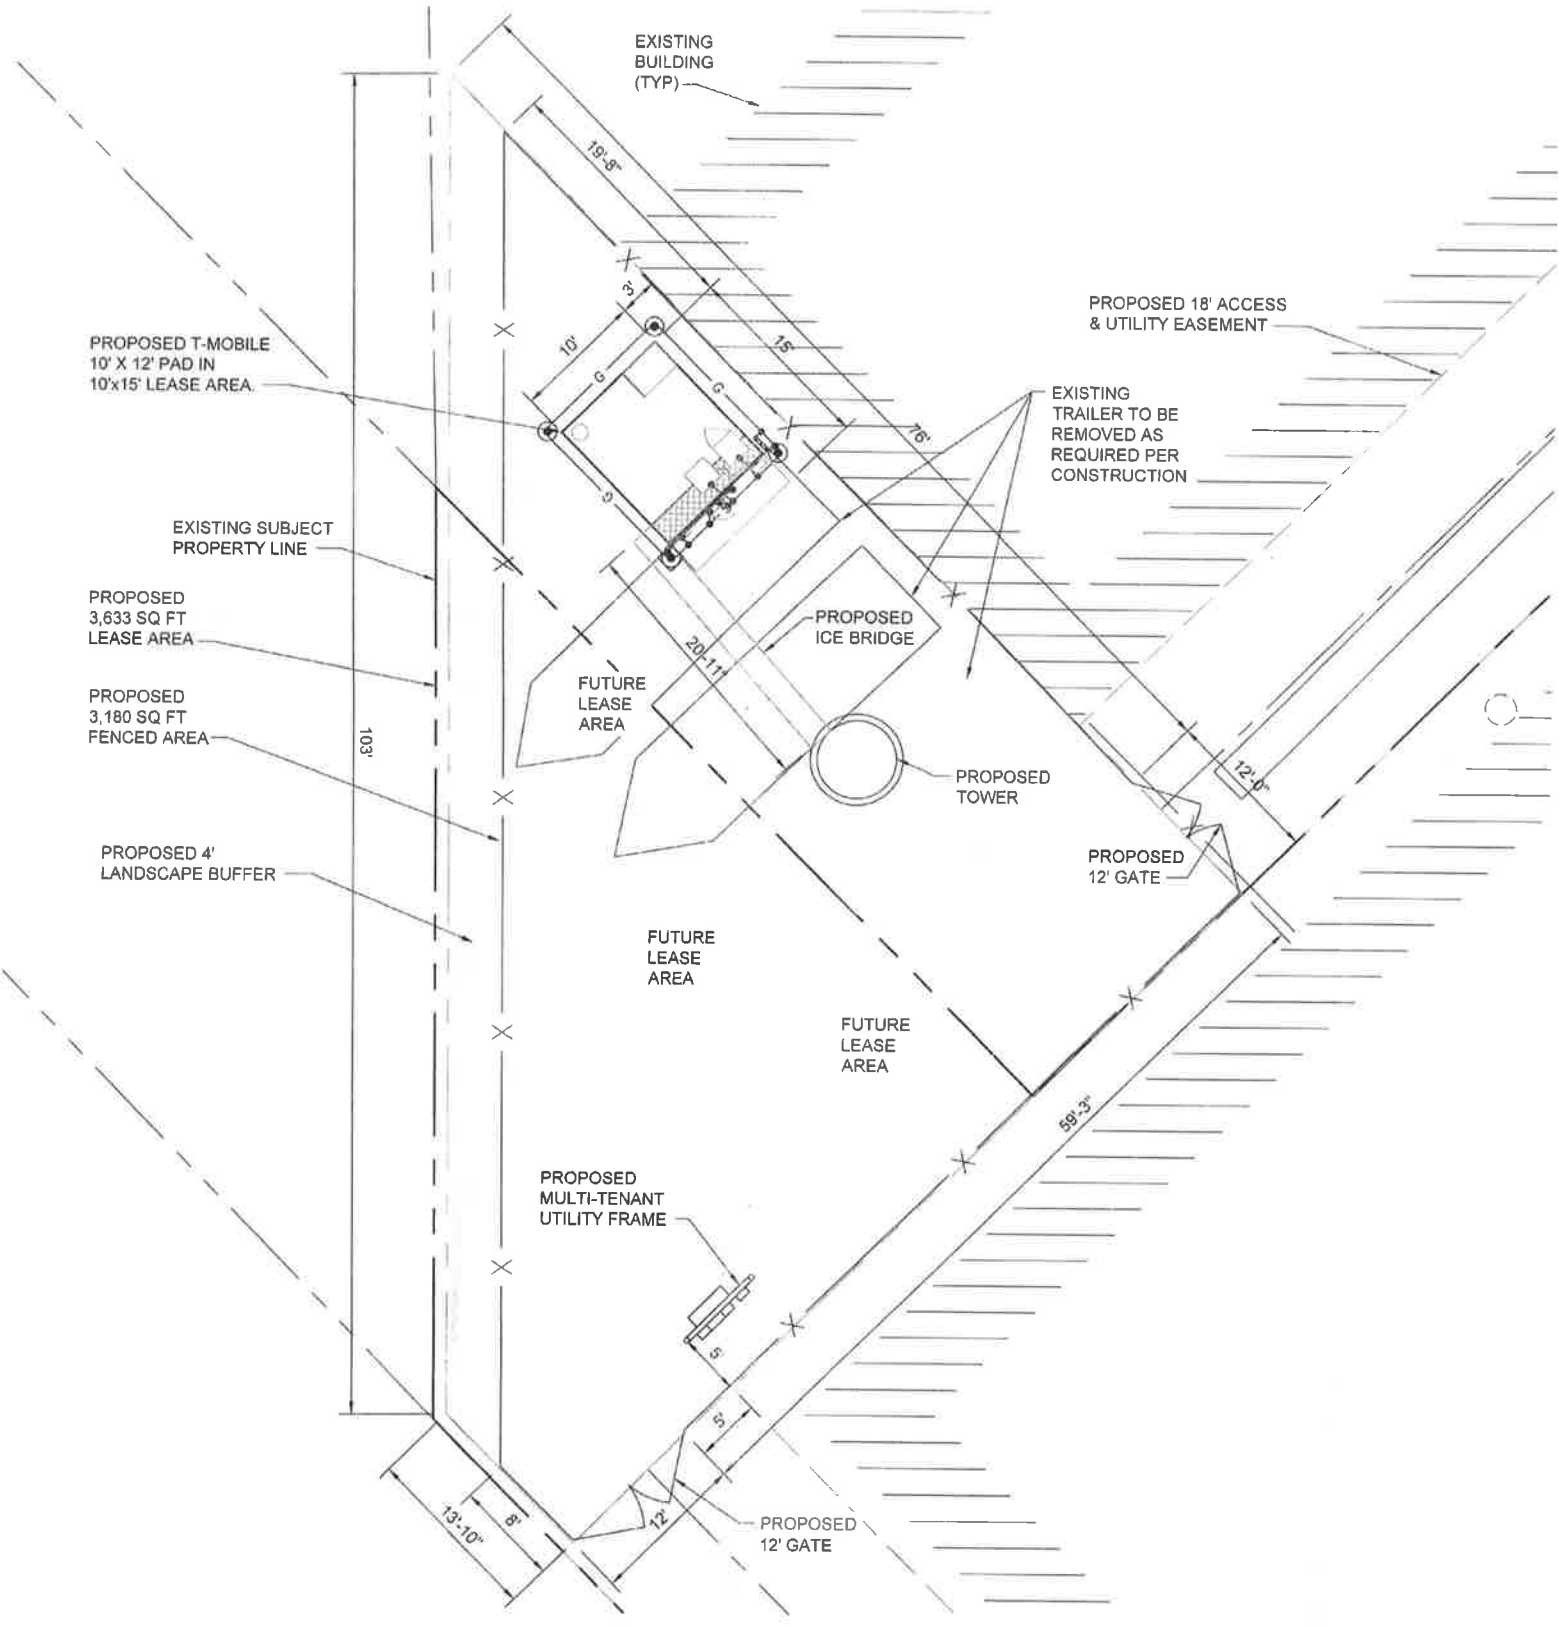 EXISTING
BUILDING
(TYP)
19'-8"
3'
10'
15'
76'
PROPOSED 18' ACCESS
& UTILITY EASEMENT
PROPOSED T-MOBILE
10' X 12' PAD IN
10'x15' LEASE AREA.
G
G
G
EXISTING
TRAILER TO BE
REMOVED AS
REQUIRED PER
CONSTRUCTION
EXISTING SUBJECT
PROPERTY LINE
PROPOSED
3,633 SQ FT
LEASE AREA
PROPOSED
ICE BRIDGE
20'-11"
FUTURE
LEASE
AREA
PROPOSED
3,180 SQ FT
FENCED AREA
103'
PROPOSED
TOWER
12'-0"
PROPOSED
12' GATE
PROPOSED 4'
LANDSCAPE BUFFER
FUTURE
LEASE
AREA
FUTURE
LEASE
AREA
59'-3"
PROPOSED
MULTI-TENANT
UTILITY FRAME
5'
5'
12'
13'-10"
8'
PROPOSED
12' GATE